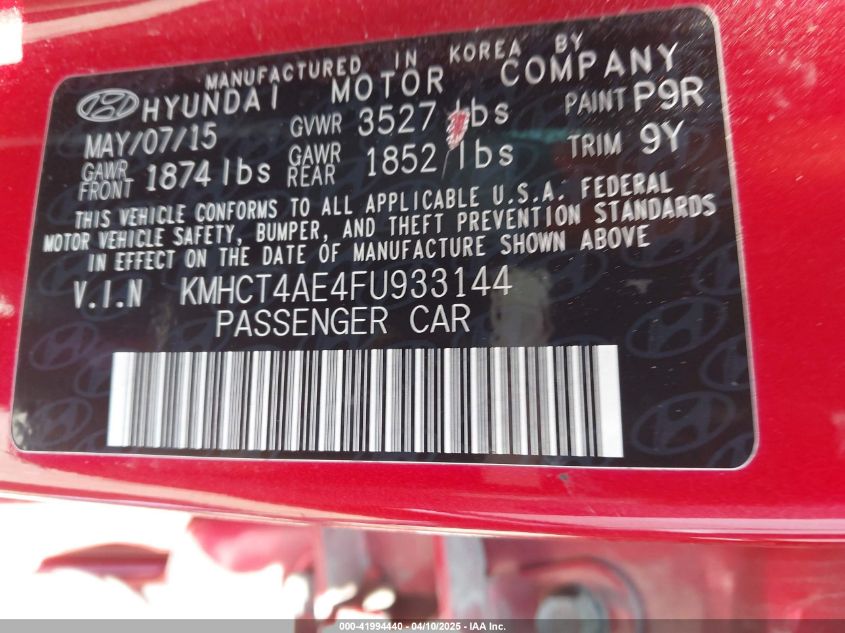 MANUFACTURED IN KOREA BY
HYUNDAI MOTOR COMPANY
MAY/07/15 GVWR 3527 lbs PAINT P9R
GAWR FRONT 1874 lbs GAWR REAR 1852 lbs TRIM 9Y
THIS VEHICLE CONFORMS TO ALL APPLICABLE U.S.A. FEDERAL
MOTOR VEHICLE SAFETY, BUMPER, AND THEFT PREVENTION STANDARDS
IN EFFECT ON THE DATE OF MANUFACTURE SHOWN ABOVE
V.I.N KMHCT4AE4FU933144
PASSENGER CAR
000-41994440 - 04/10/2025 - IAA, Inc.